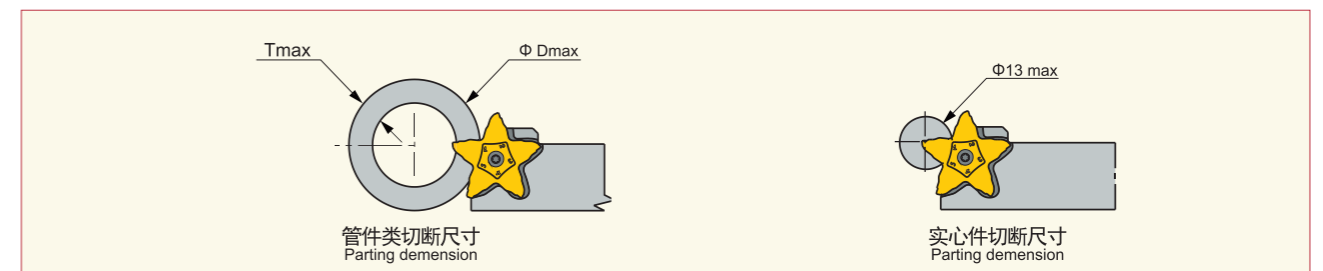 Tmax
Φ Dmax
Φ13 max
管件类切断尺寸
Parting demension
实心件切断尺寸
Parting demension